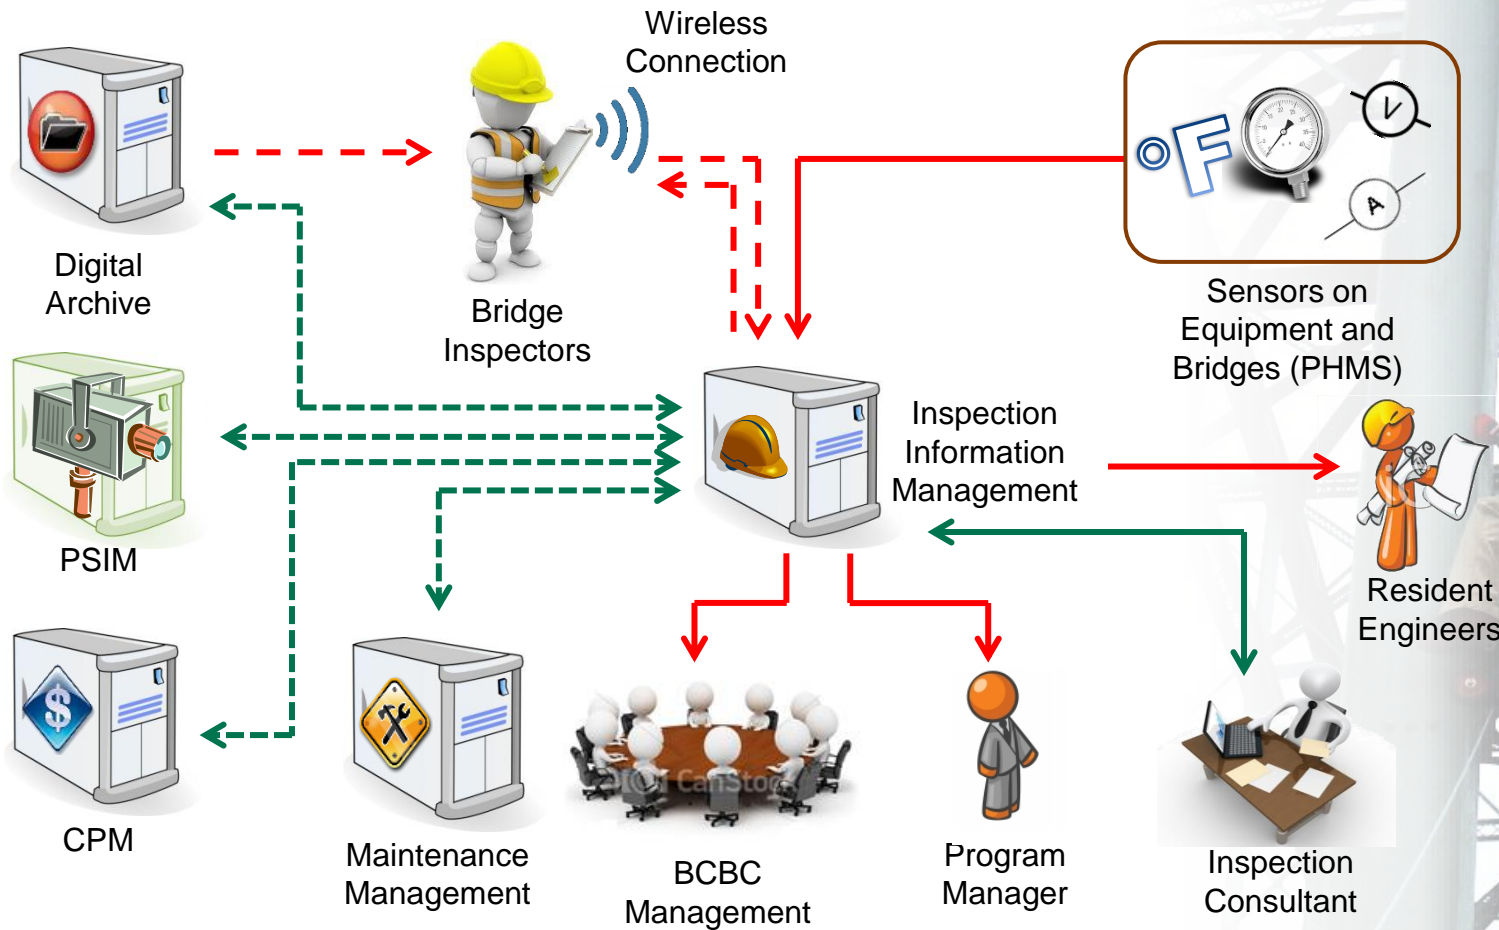 Wireless
Connection
Digital
Archive
Bridge
Inspectors
°F
V
A
Sensors on
Equipment and
Bridges (PHMS)
PSIM
Inspection
Information
Management
Resident
Engineers
$
CPM
Maintenance
Management
CanStoc
BCBC
Management
Program
Manager
Inspection
Consultant